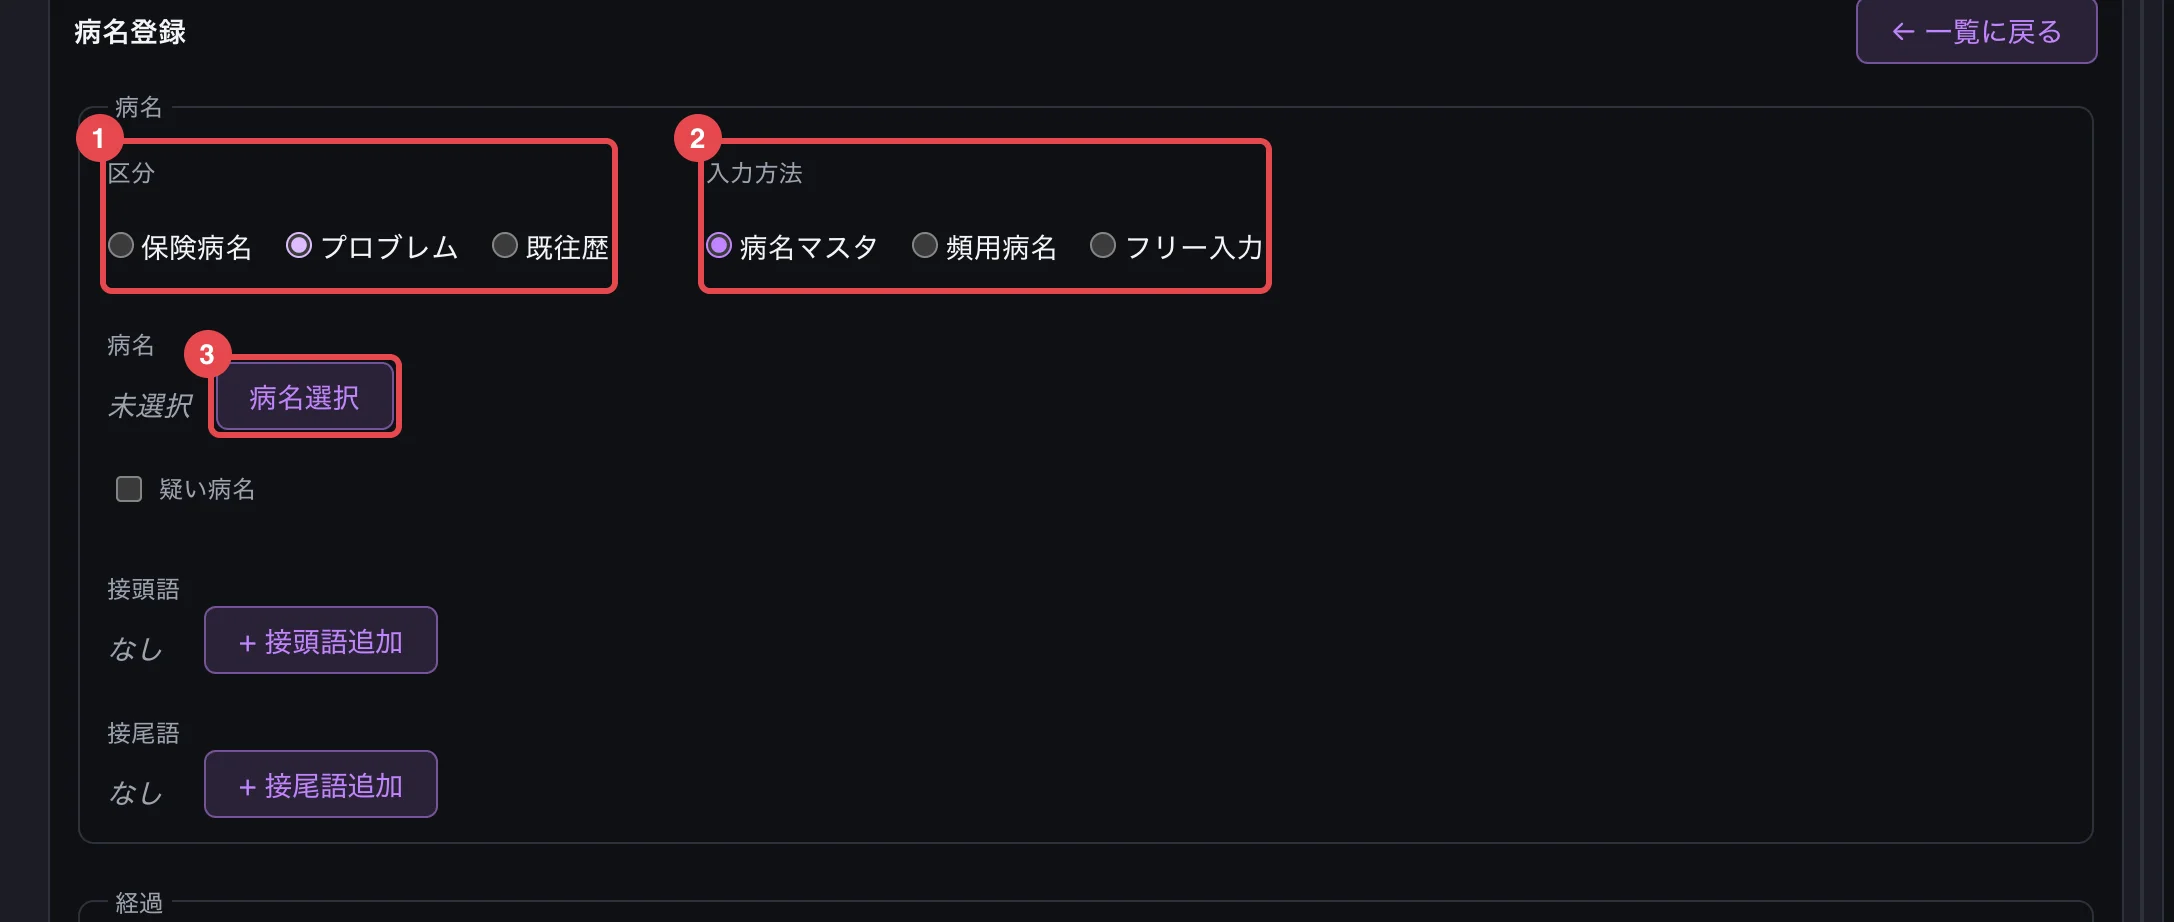 病名登録
← 一覧に戻る
病名
1
2
区分
入力方法
保険病名 プロブレム 既往歴
病名マスタ 頻用病名 フリー入力
病名
3
未選択
病名選択
疑い病名
接頭語
なし
+ 接頭語追加
接尾語
なし
+ 接尾語追加
経過